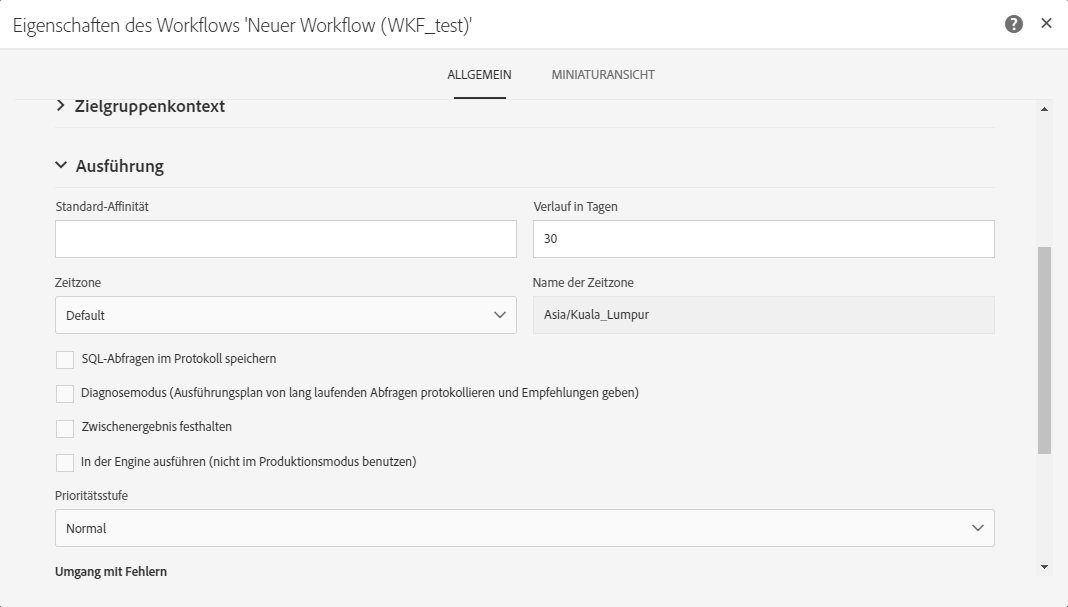 Eigenschaften des Workflows 'Neuer Workflow (WKF_test)'
ALLGEMEIN MINIATURANSICHT
Zielgruppenkontext
Ausführung
Standard-Affinität Verlauf in Tagen
30
Zeitzone Name der Zeitzone
Default Asia/Kuala_Lumpur
SQL-Abfragen im Protokoll speichern
Diagnosemodus (Ausführungsplan von lang laufenden Abfragen protokollieren und Empfehlungen geben)
Zwischenergebnis festhalten
In der Engine ausführen (nicht im Produktionsmodus benutzen)
Prioritätsstufe
Normal
Umgang mit Fehlern